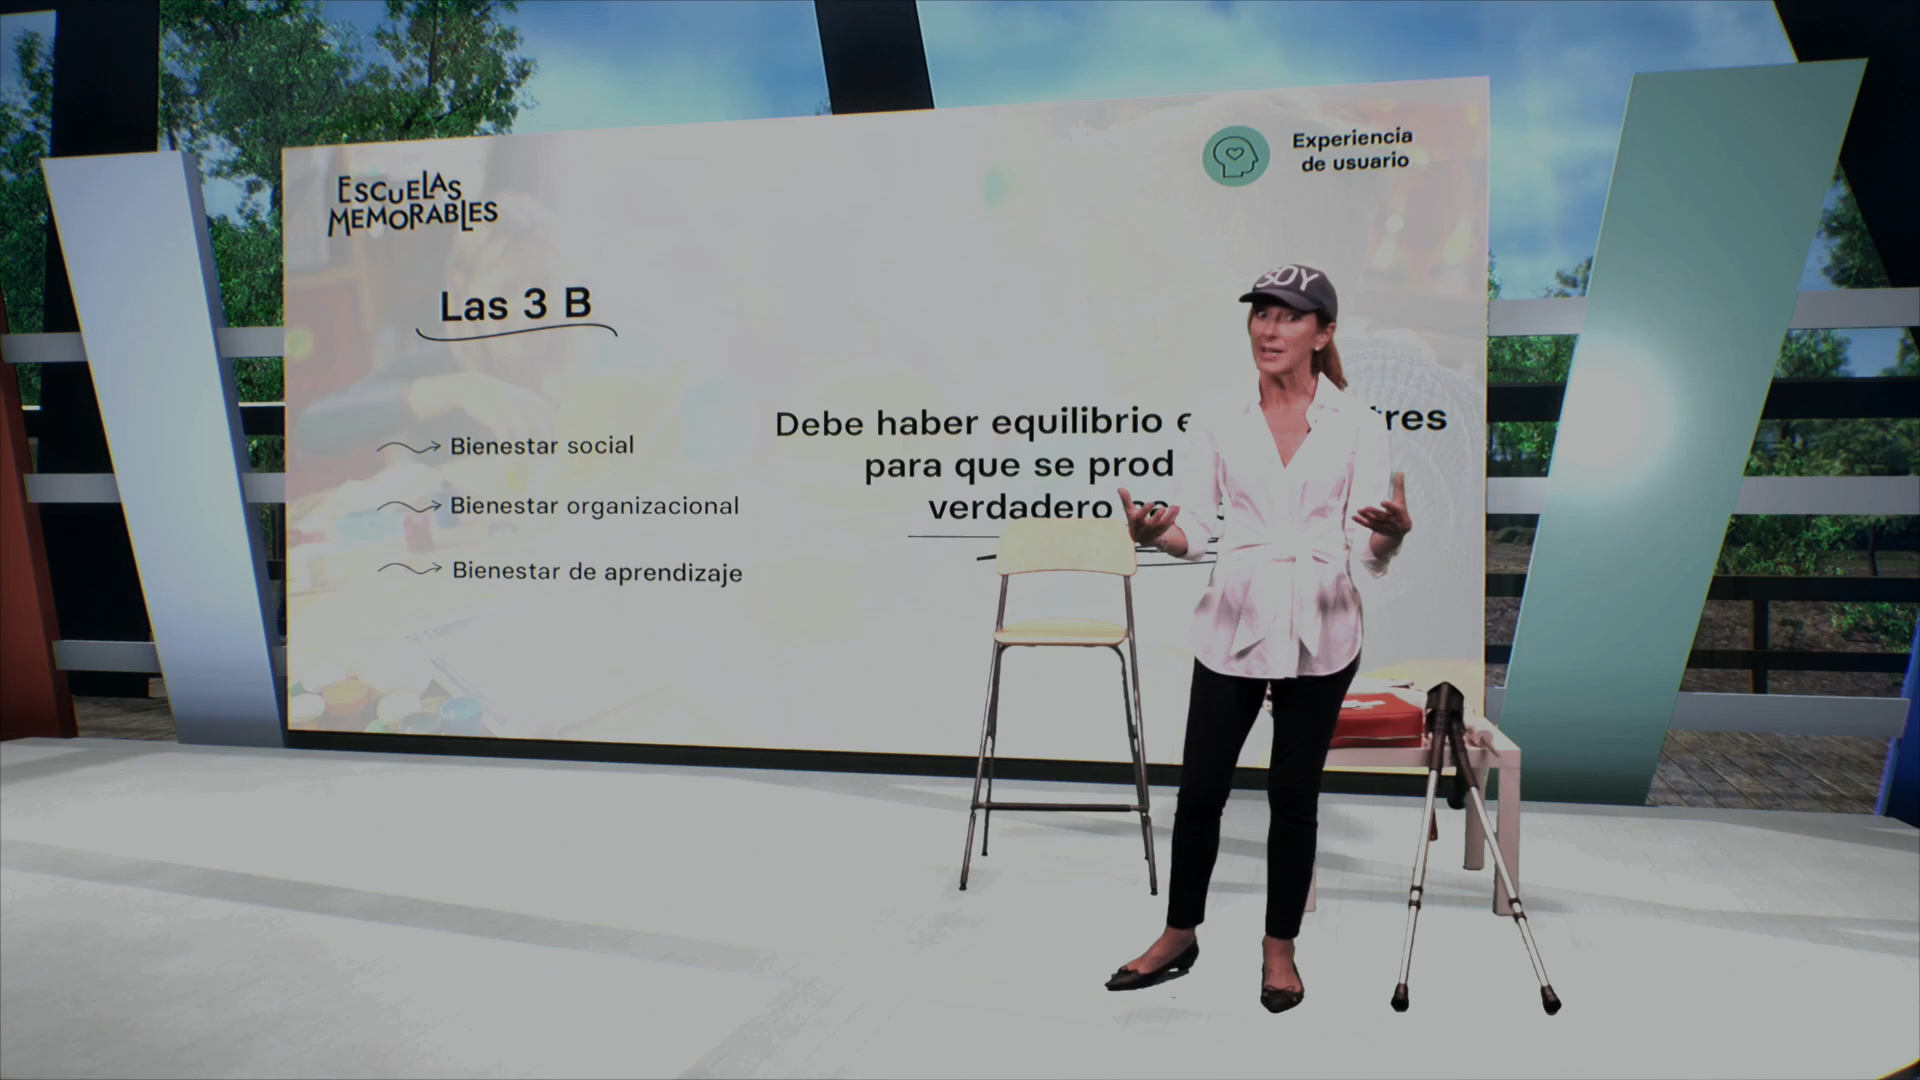 ESCUELAS
MEMORABLES
Experiencia
de usuario
SOY
Las 3 B
Bienestar social
Bienestar organizacional
Bienestar de aprendizaje
Debe haber equilibrio tres
para que se
verdadero